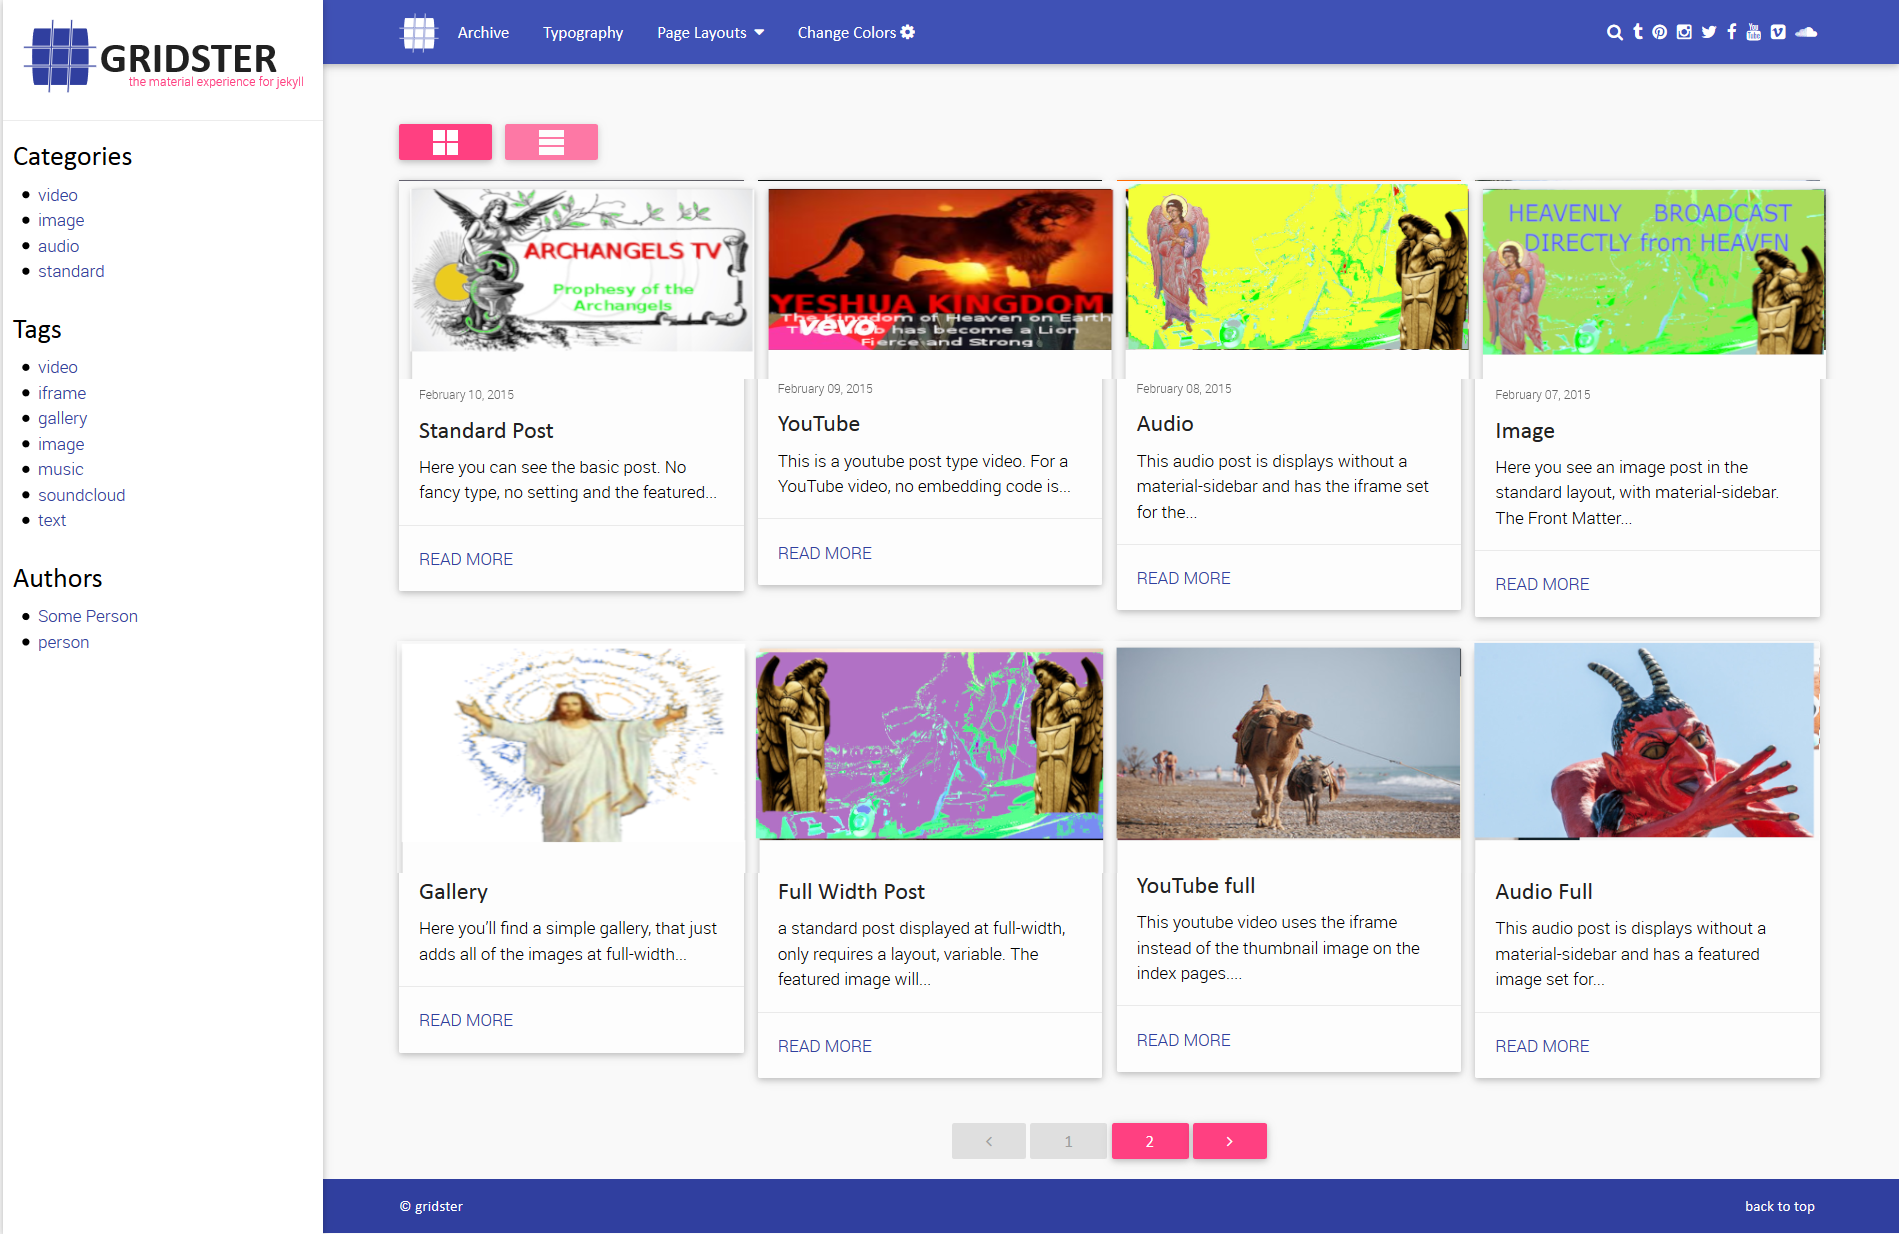 GRIDSTER
the material experience for jekyll
Archive
Typography
Page Layouts
Change Colors
Categories
video
image
audio
standard
Tags
video
iframe
gallery
image
music
soundcloud
text
Authors
Some Person
person
ARCHANGELS TV
Prophesy of the
Archangels
February 10, 2015
Standard Post
Here you can see the basic post. No
fancy type, no setting and the featured...
READ MORE
YESHUA KINGDOM
The Kingdom of Heaven on Earth
vevo has become a Lion
Fierce and Strong
February 09, 2015
YouTube
This is a youtube post type video. For a
YouTube video, no embedding code is...
READ MORE
February 08, 2015
Audio
This audio post is displays without a
material-sidebar and has the iframe set
for the...
READ MORE
HEAVENLY BROADCAST
DIRECTLY from HEAVEN
February 07, 2015
Image
Here you see an image post in the
standard layout, with material-sidebar.
The Front Matter...
READ MORE
Gallery
Here you’ll find a simple gallery, that just
adds all of the images at full-width...
READ MORE
Full Width Post
a standard post displayed at full-width,
only requires a layout, variable. The
featured image will...
READ MORE
YouTube full
This youtube video uses the iframe
instead of the thumbnail image on the
index pages....
READ MORE
Audio Full
This audio post is displays without a
material-sidebar and has a featured
image set for...
READ MORE
1
2
© gridster
back to top